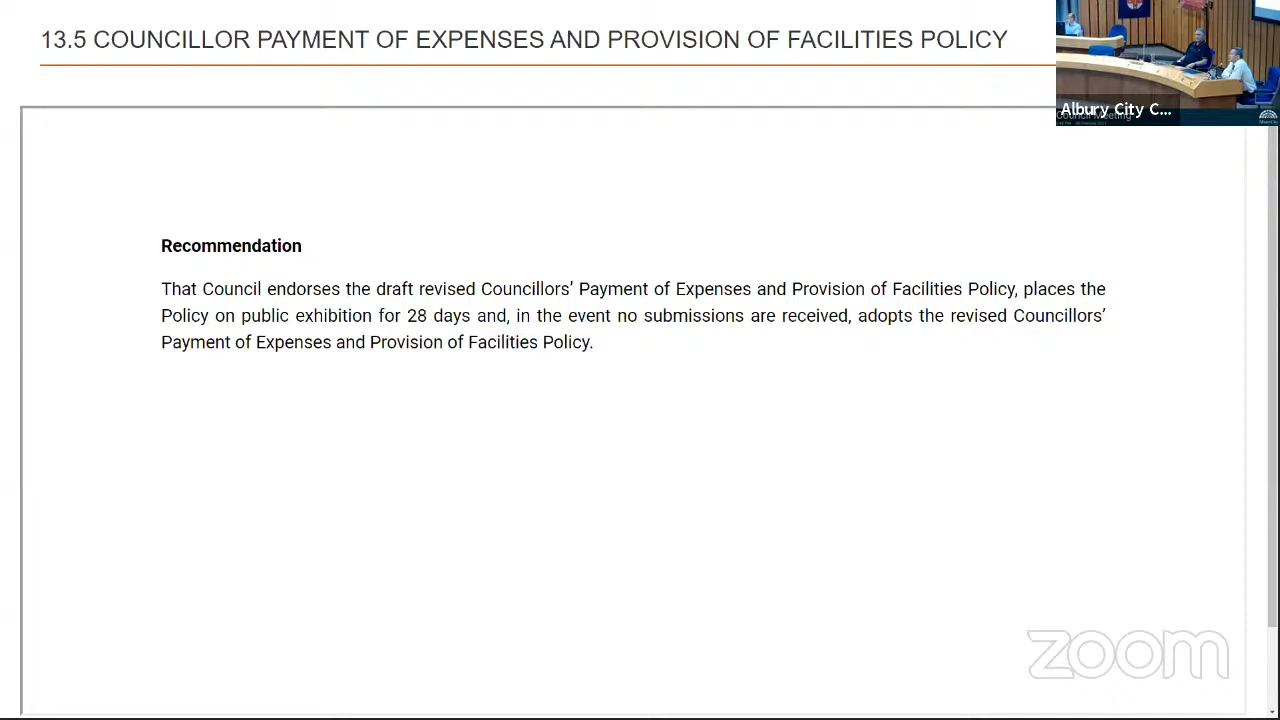 13.5 COUNCILLOR PAYMENT OF EXPENSES AND PROVISION OF FACILITIES POLICY
Albury City C...
Council Meeting
Recommendation
That Council endorses the draft revised Councillors’ Payment of Expenses and Provision of Facilities Policy, places the
Policy on public exhibition for 28 days and, in the event no submissions are received, adopts the revised Councillors’
Payment of Expenses and Provision of Facilities Policy.
zoom